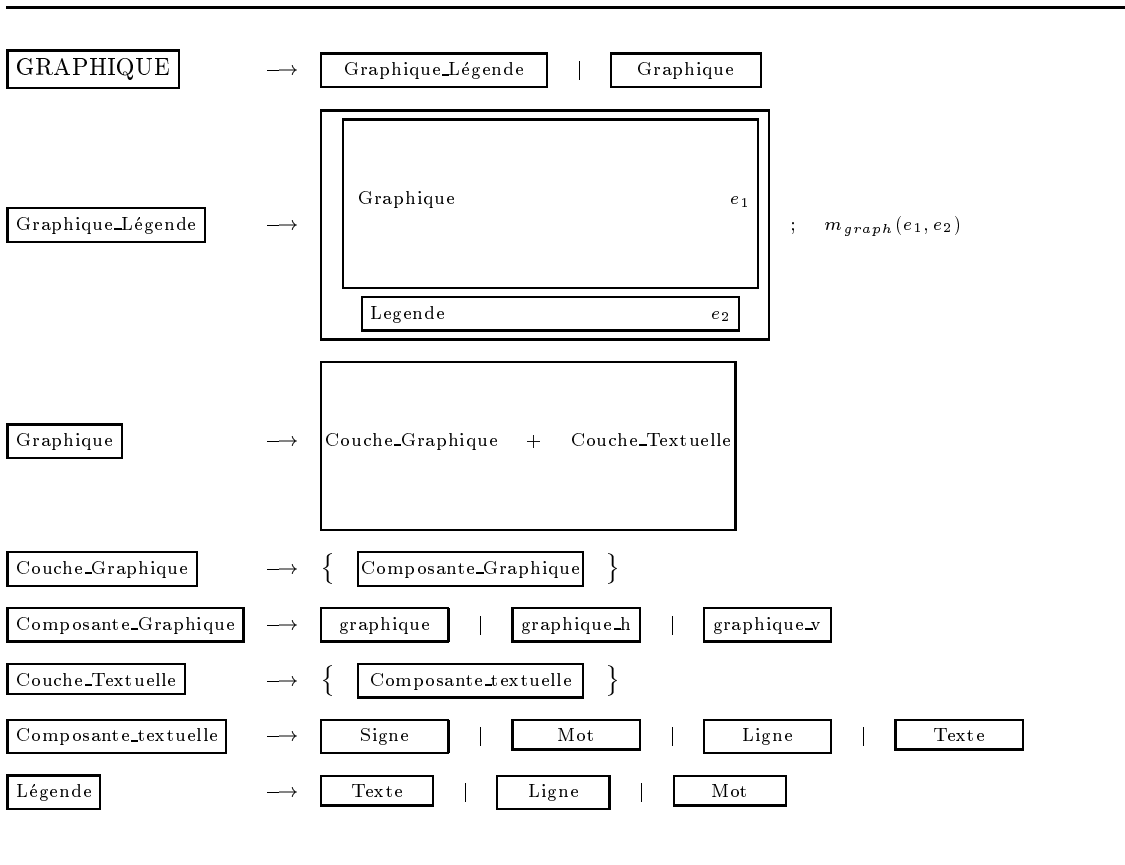 GRAPHIQUE → Graphique_Légende | Graphique
Graphique e1
Graphique_Légende → ; m graph (e1, e2)
Legende e2
Graphique → Couche_Graphique + Couche_Textuelle
Couche_Graphique → { Composante_Graphique }
Composante_Graphique → graphique | graphique_h | graphique_v
Couche_Textuelle → { Composante_textuelle }
Composante_textuelle → Signe | Mot | Ligne | Texte
Légende → Texte | Ligne | Mot